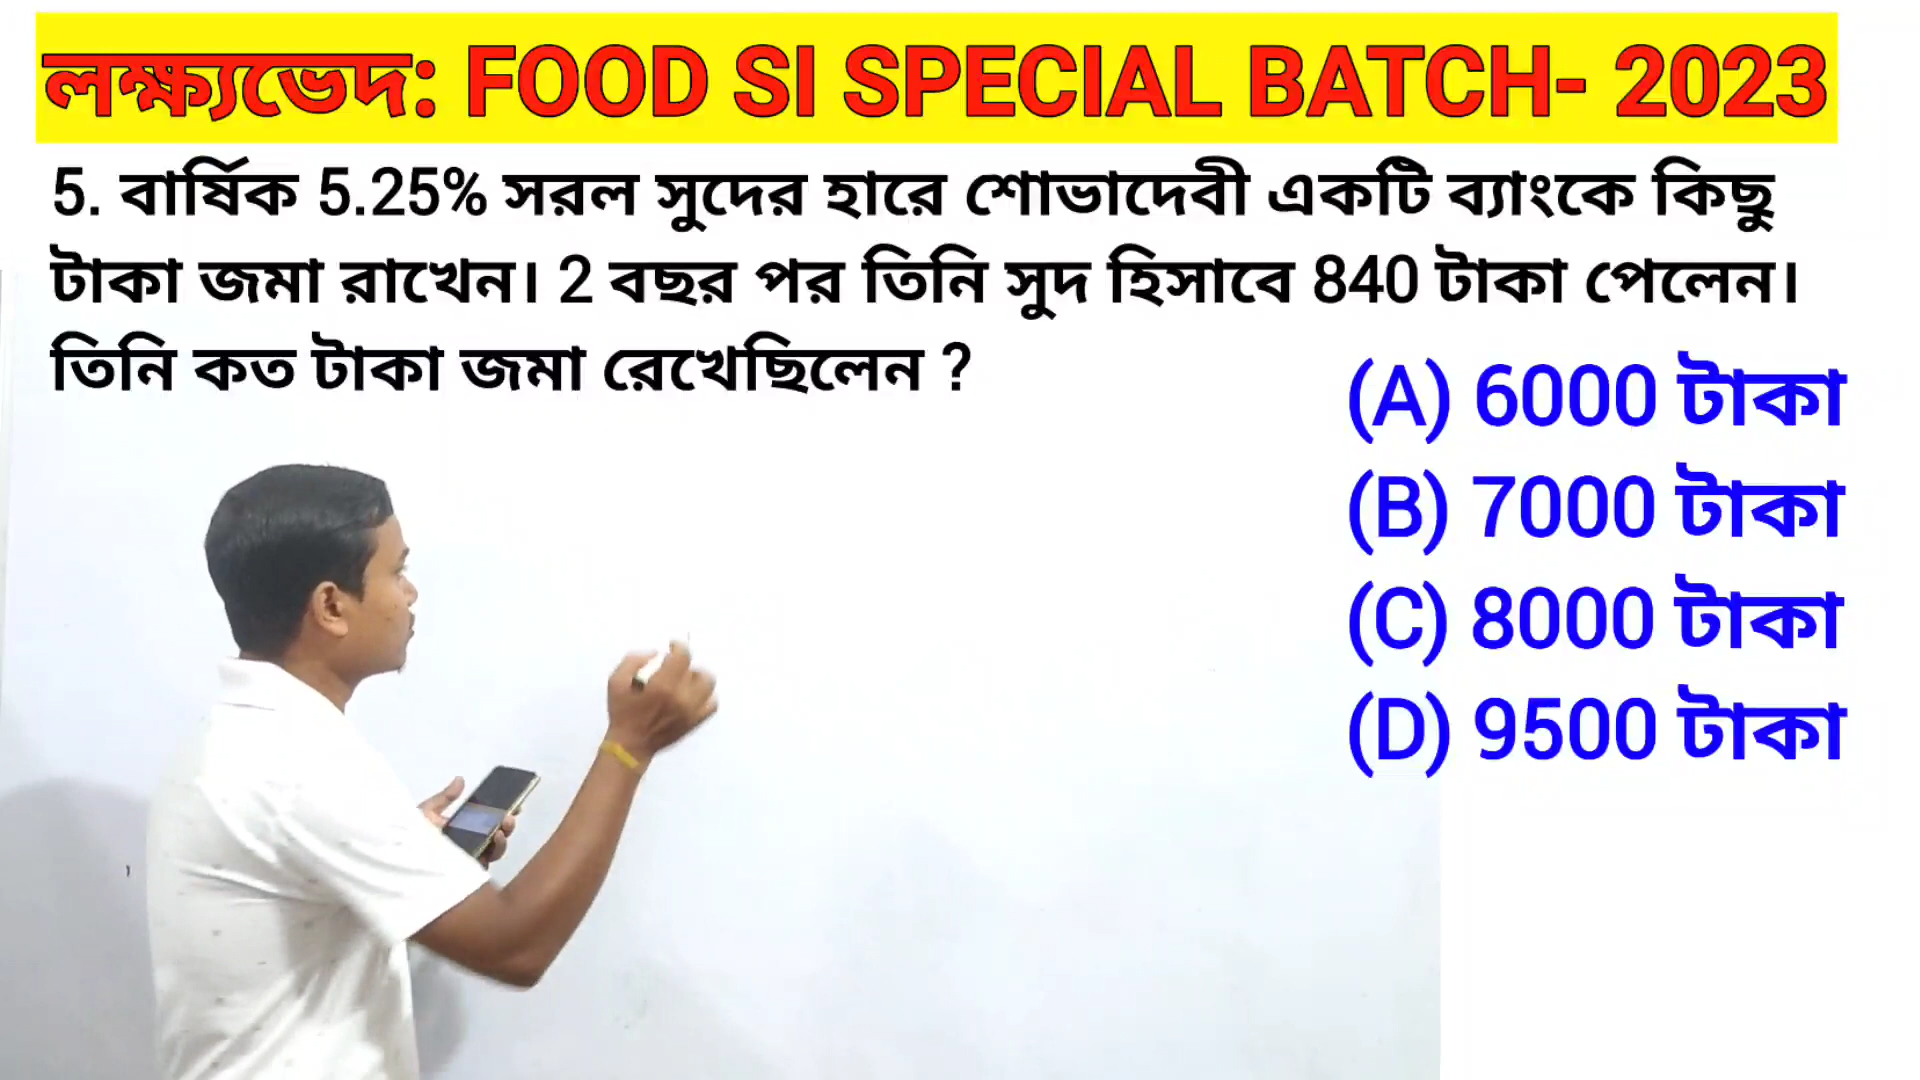 লক্ষ্যভেদ: FOOD SI SPECIAL BATCH- 2023
5. বার্ষিক 5.25% সরল সুদের হারে শোভাদেবী একটি ব্যাংকে কিছু
টাকা জমা রাখেন। 2 বছর পর তিনি সুদ হিসাবে 840 টাকা পেলেন।
তিনি কত টাকা জমা রেখেছিলেন ?
(A) 6000 টাকা
(B) 7000 টাকা
(C) 8000 টাকা
(D) 9500 টাকা